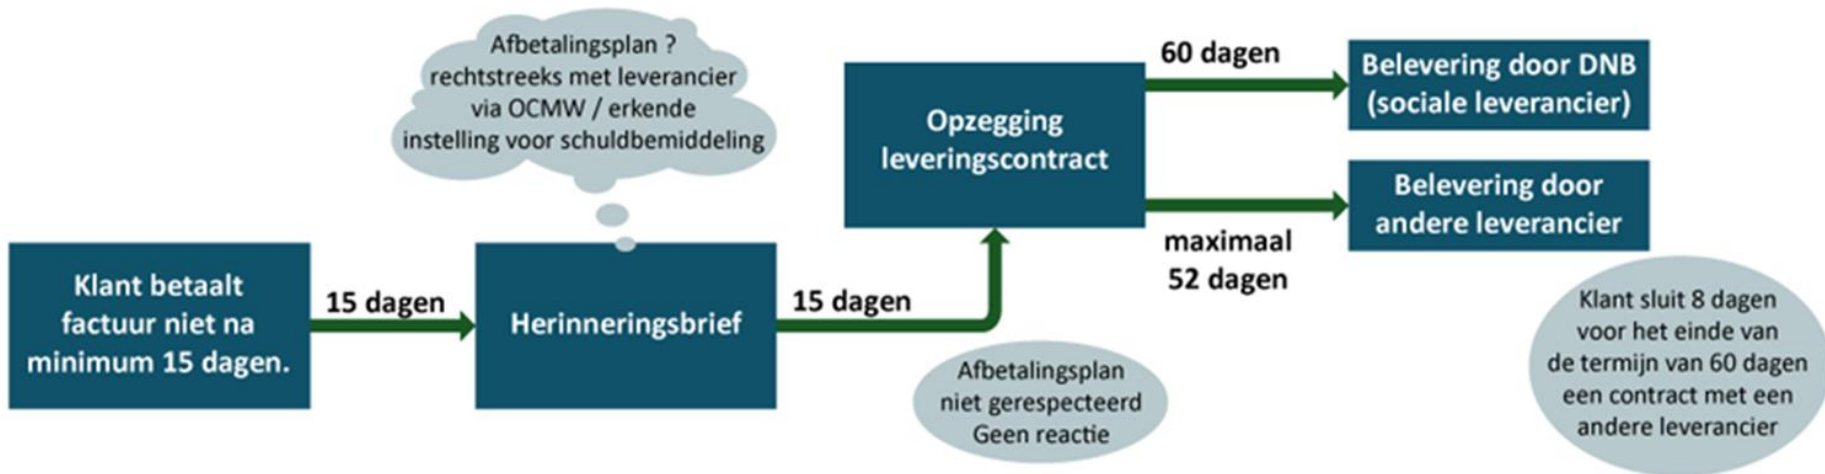 Klant betaalt
factuur niet na
minimum 15 dagen.
15 dagen
Afbetalingsplan ?
rechtstreeks met leverancier
via OCMW / erkende
instelling voor schuldbemiddeling
Herinneringsbrief
15 dagen
Afbetalingsplan
niet gerespecteerd
Geen reactie
Opzegging
leveringscontract
60 dagen
Belevering door DNB
(sociale leverancier)
maximaal
52 dagen
Belevering door
andere leverancier
Klant sluit 8 dagen
voor het einde van
de termijn van 60 dagen
een contract met een
andere leverancier